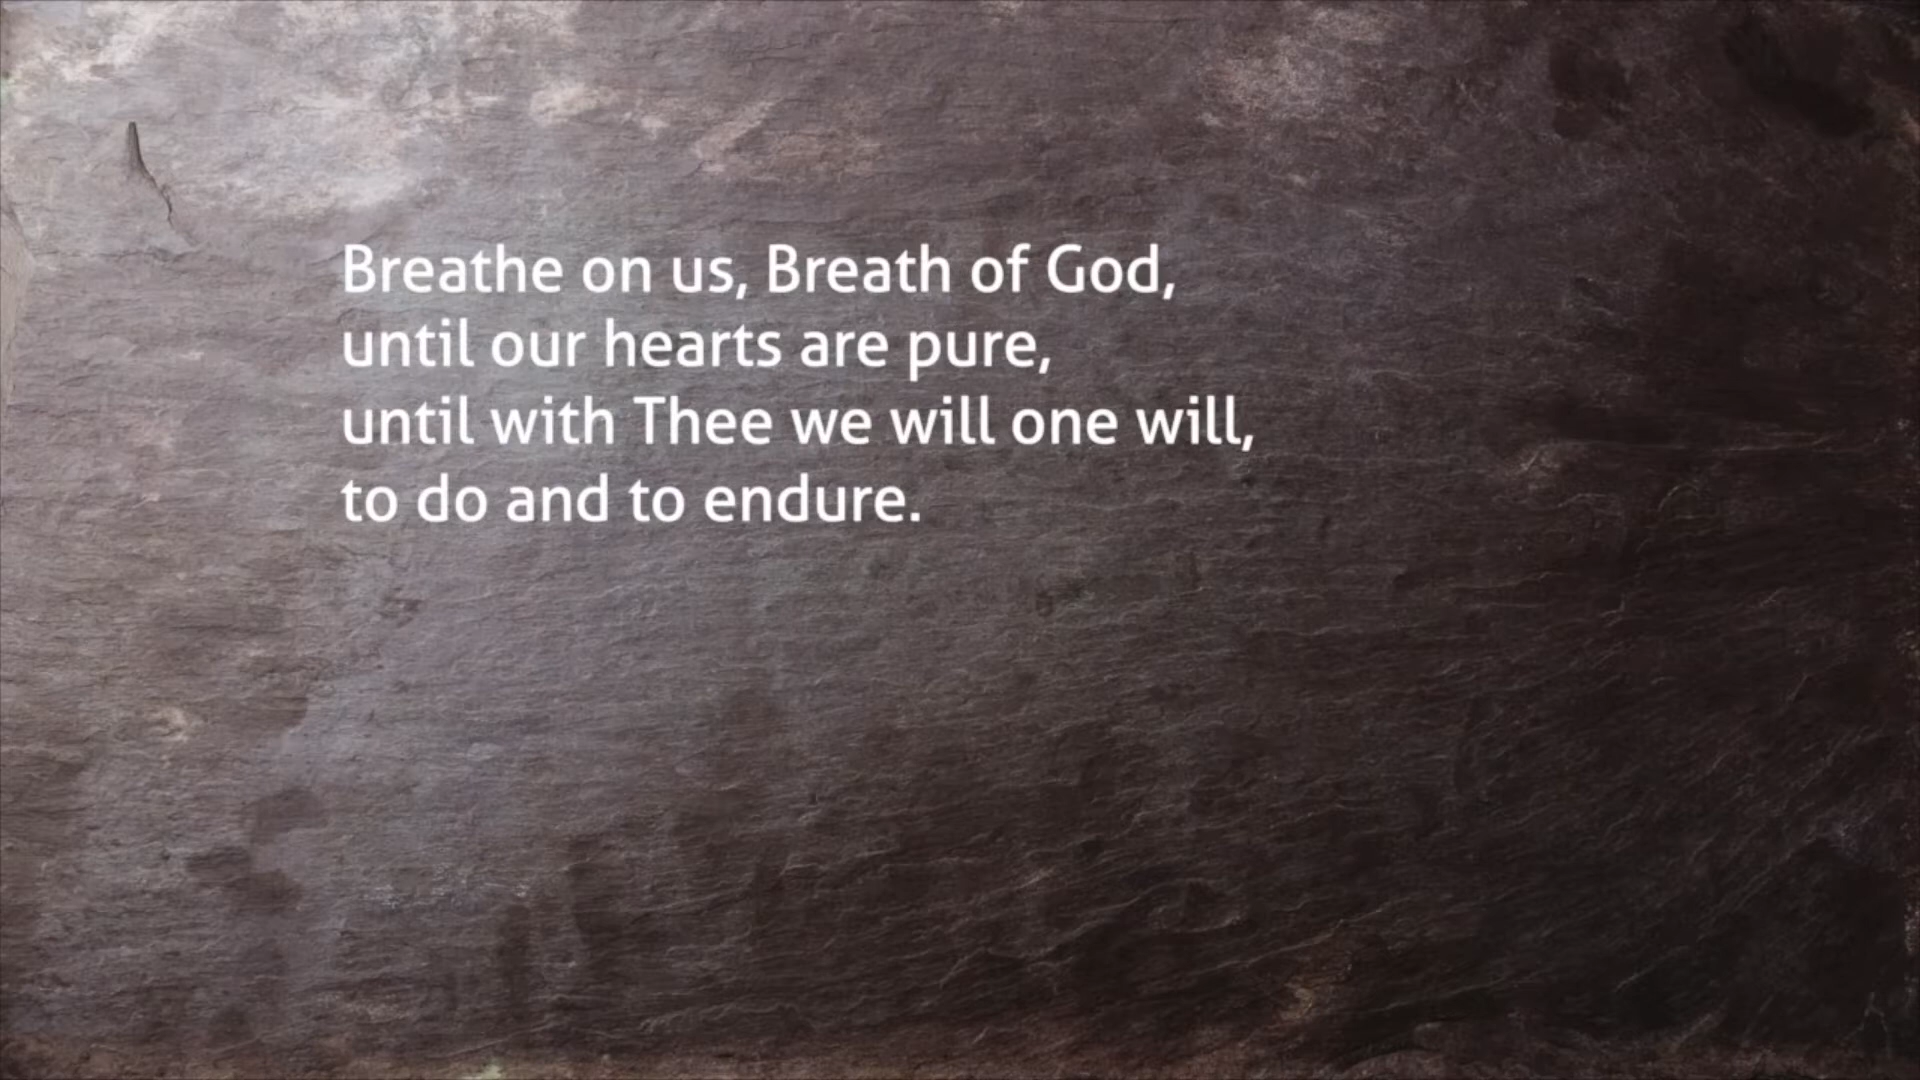 Breathe on us, Breath of God,
until our hearts are pure,
until with Thee we will one will,
to do and to endure.